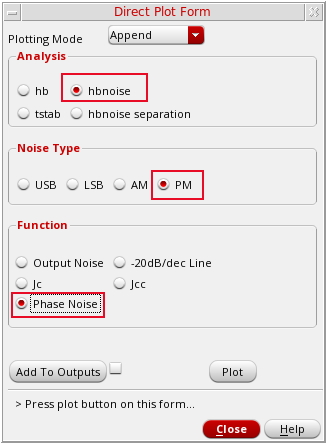 Direct Plot Form
Plotting Mode Append
Analysis
hb hbnoise
tstab hbnoise separation
Noise Type
USB LSB AM PM
Function
Output Noise -20dB/dec Line
Jc Jcc
Phase Noise
Add To Outputs Plot
> Press plot button on this form...
Close Help